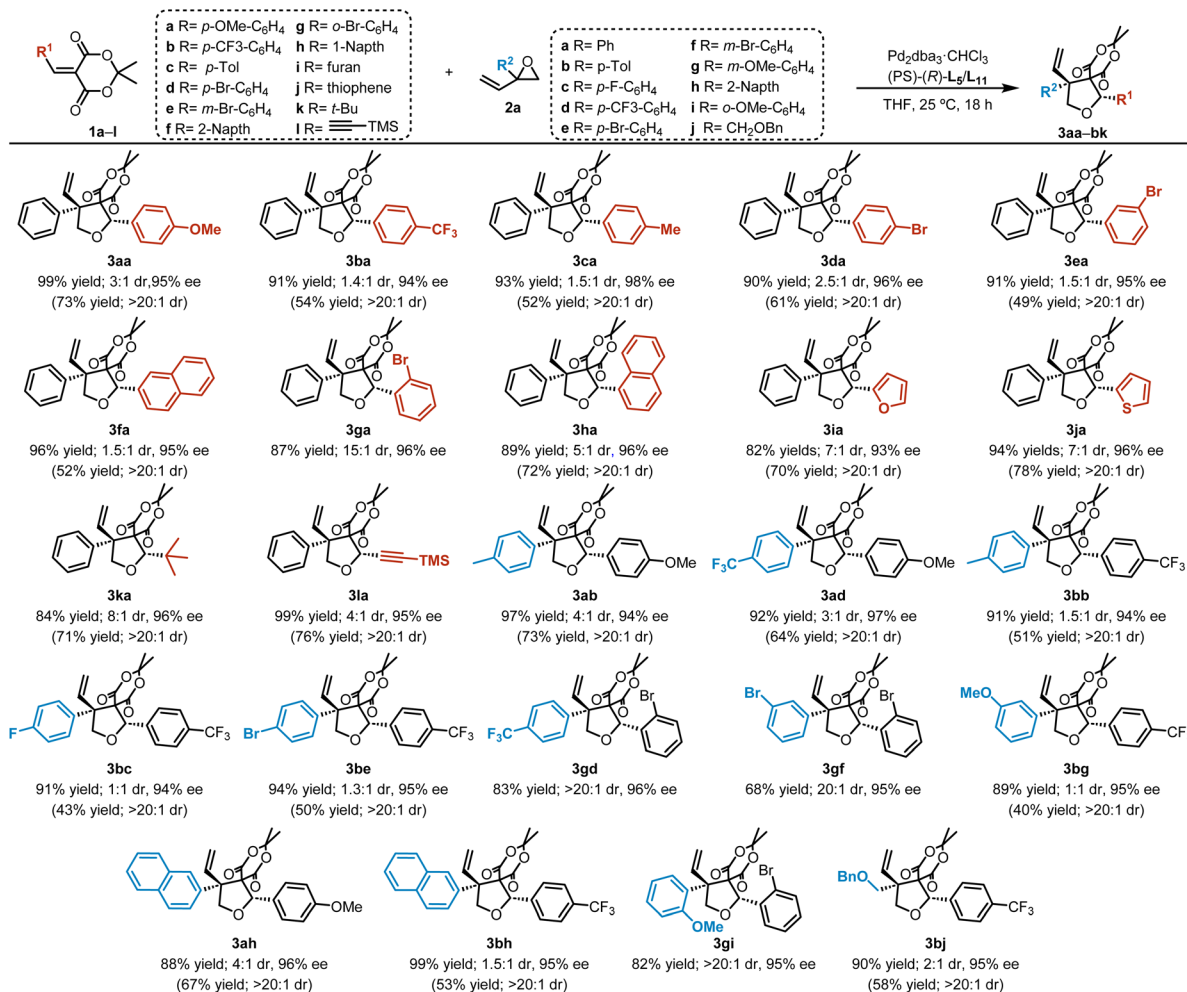 R1
O
O
O
O
1a–l
a R= p-OMe-C6H4 g R= o-Br-C6H4
b R= p-CF3-C6H4 h R= 1-Napth
c R= p-Tol i R= furan
d R= p-Br-C6H4 j R= thiophene
e R= m-Br-C6H4 k R= t-Bu
f R= 2-Napth l R= TMS
+
R2
O
2a
a R= Ph f R= m-Br-C6H4
b R= p-Tol g R= m-OMe-C6H4
c R= p-F-C6H4 h R= 2-Napth
d R= p-CF3-C6H4 i R= o-OMe-C6H4
e R= p-Br-C6H4 j R= CH2OBn
Pd2dba3·CHCl3
(PS)-(R)-L5/L11
THF, 25 ºC, 18 h
O
O
O
O
R2
R1
O
3aa–bk
O O O O O OMe
3aa
99% yield; 3:1 dr,95% ee
(73% yield; >20:1 dr)
O O O O O CF3
3ba
91% yield; 1.4:1 dr, 94% ee
(54% yield; >20:1 dr)
O O O O O Me
3ca
93% yield; 1.5:1 dr, 98% ee
(52% yield; >20:1 dr)
O O O O O Br
3da
90% yield; 2.5:1 dr, 96% ee
(61% yield; >20:1 dr)
O O O O O Br
3ea
91% yield; 1.5:1 dr, 95% ee
(49% yield; >20:1 dr)
O O O O O
3fa
96% yield; 1.5:1 dr, 95% ee
(52% yield; >20:1 dr)
O O O O O Br
3ga
87% yield; 15:1 dr, 96% ee
O O O O O
3ha
89% yield; 5:1 dr, 96% ee
(72% yield; >20:1 dr)
O O O O O O
3ia
82% yields; 7:1 dr, 93% ee
(70% yield; >20:1 dr)
O O O O O S
3ja
94% yields; 7:1 dr, 96% ee
(78% yield; >20:1 dr)
O O O O O
3ka
84% yield; 8:1 dr, 96% ee
(71% yield; >20:1 dr)
O O O O O TMS
3la
99% yield; 4:1 dr, 95% ee
(76% yield; >20:1 dr)
O O O O O OMe
3ab
97% yield; 4:1 dr, 94% ee
(73% yield, >20:1 dr)
F3C O O O O O OMe
3ad
92% yield; 3:1 dr, 97% ee
(64% yield; >20:1 dr)
O O O O O CF3
3bb
91% yield; 1.5:1 dr, 94% ee
(51% yield; >20:1 dr)
F O O O O O CF3
3bc
91% yield; 1:1 dr, 94% ee
(43% yield; >20:1 dr)
Br O O O O O CF3
3be
94% yield; 1.3:1 dr, 95% ee
(50% yield; >20:1 dr)
F3C O O O O O Br
3gd
83% yield; >20:1 dr, 96% ee
Br O O O O O Br
3gf
68% yield; 20:1 dr, 95% ee
MeO O O O O O CF
3bg
89% yield; 1:1 dr, 95% ee
(40% yield; >20:1 dr)
O O O O O OMe
3ah
88% yield; 4:1 dr, 96% ee
(67% yield; >20:1 dr)
O O O O O CF3
3bh
99% yield; 1.5:1 dr, 95% ee
(53% yield; >20:1 dr)
O O O O O OMe Br
3gi
82% yield; >20:1 dr, 95% ee
BnO O O O O O CF3
3bj
90% yield; 2:1 dr, 95% ee
(58% yield; >20:1 dr)